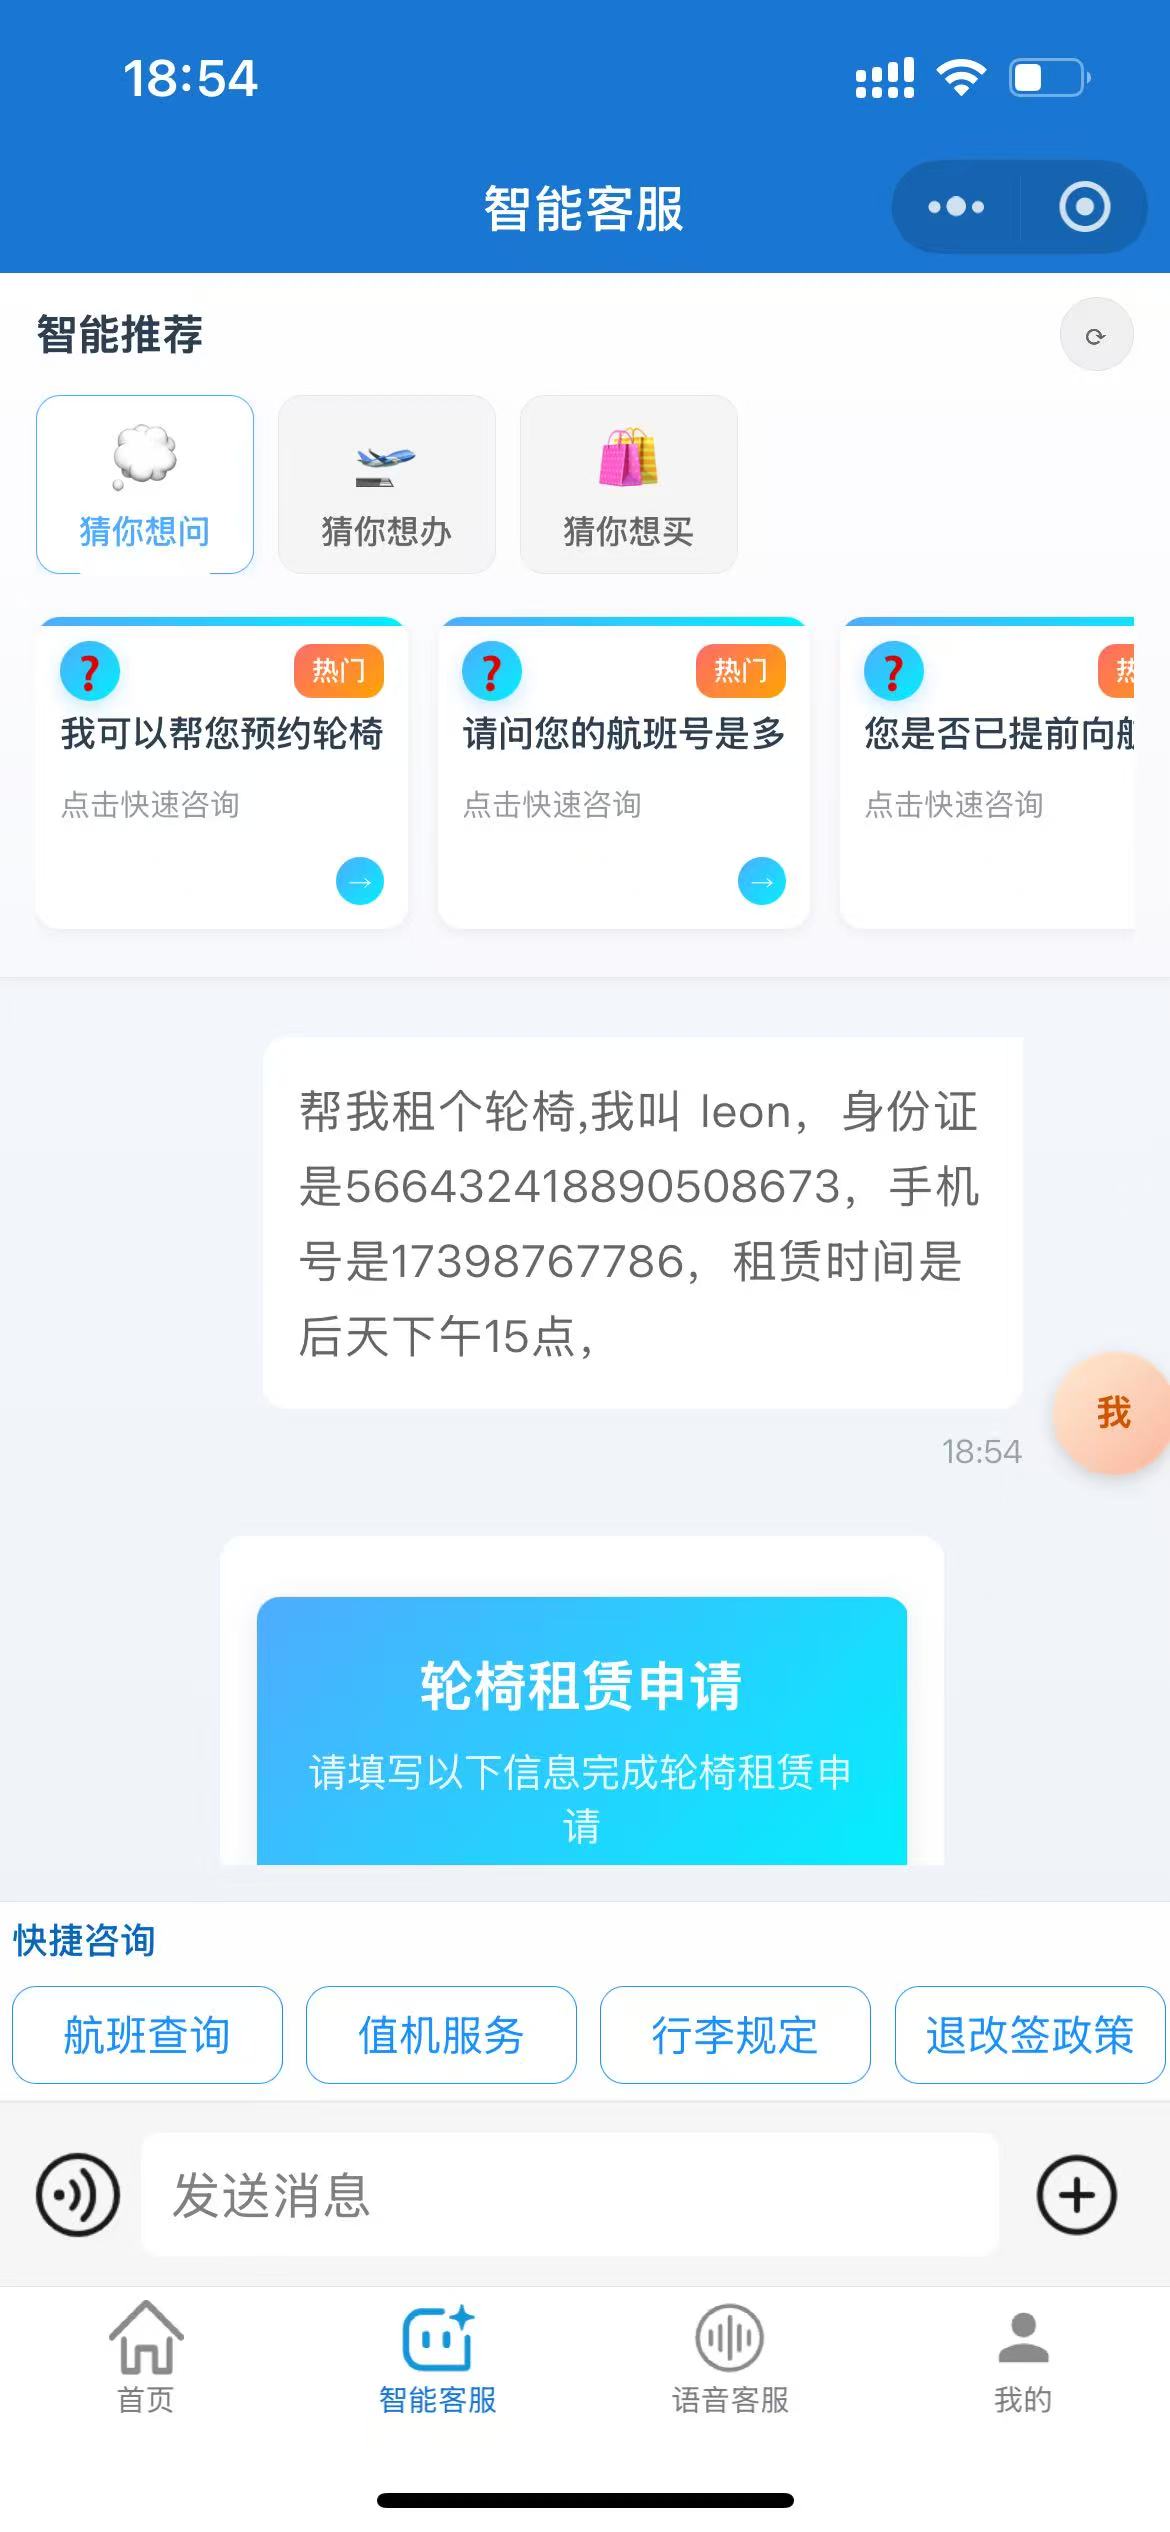 18:54
智能客服
智能推荐
猜你想问
猜你想办
猜你想买
热门
热门
热
我可以帮您预约轮椅
请问您的航班号是多
您是否已提前向航
点击快速咨询
点击快速咨询
点击快速咨询
帮我租个轮椅,我叫 leon，身份证
是566432418890508673，手机
号是17398767786，租赁时间是
后天下午15点，
我
18:54
轮椅租赁申请
请填写以下信息完成轮椅租赁申
请
快捷咨询
航班查询
值机服务
行李规定
退改签政策
发送消息
首页
智能客服
语音客服
我的